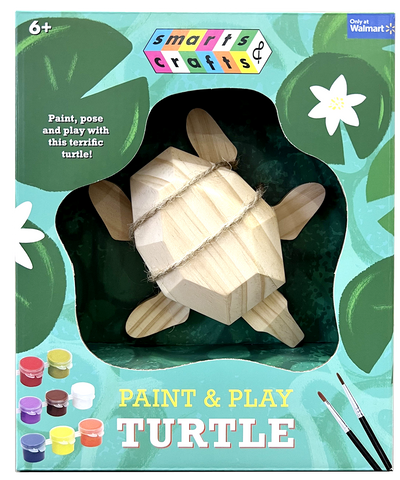 6+
smarts
&
crafts
Only at
Walmart
Paint, pose
and play with
this terrific
turtle!
PAINT & PLAY
TURTLE